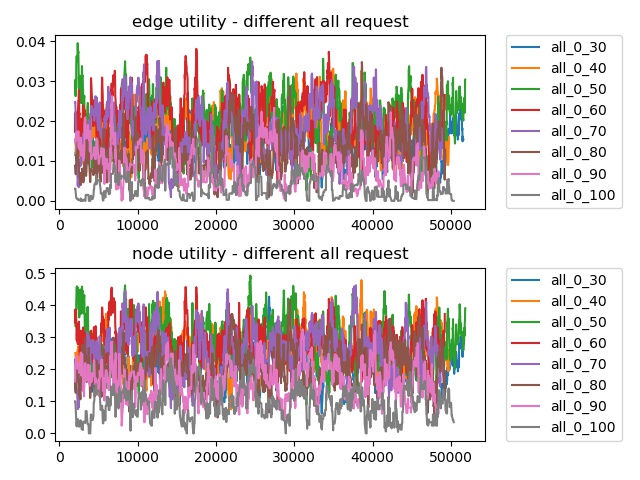 edge utility - different all request
0.04
0.03
0.02
0.01
0.00
0 10000 20000 30000 40000 50000
all_0_30
all_0_40
all_0_50
all_0_60
all_0_70
all_0_80
all_0_90
all_0_100
node utility - different all request
0.5
0.4
0.3
0.2
0.1
0.0
0 10000 20000 30000 40000 50000
all_0_30
all_0_40
all_0_50
all_0_60
all_0_70
all_0_80
all_0_90
all_0_100